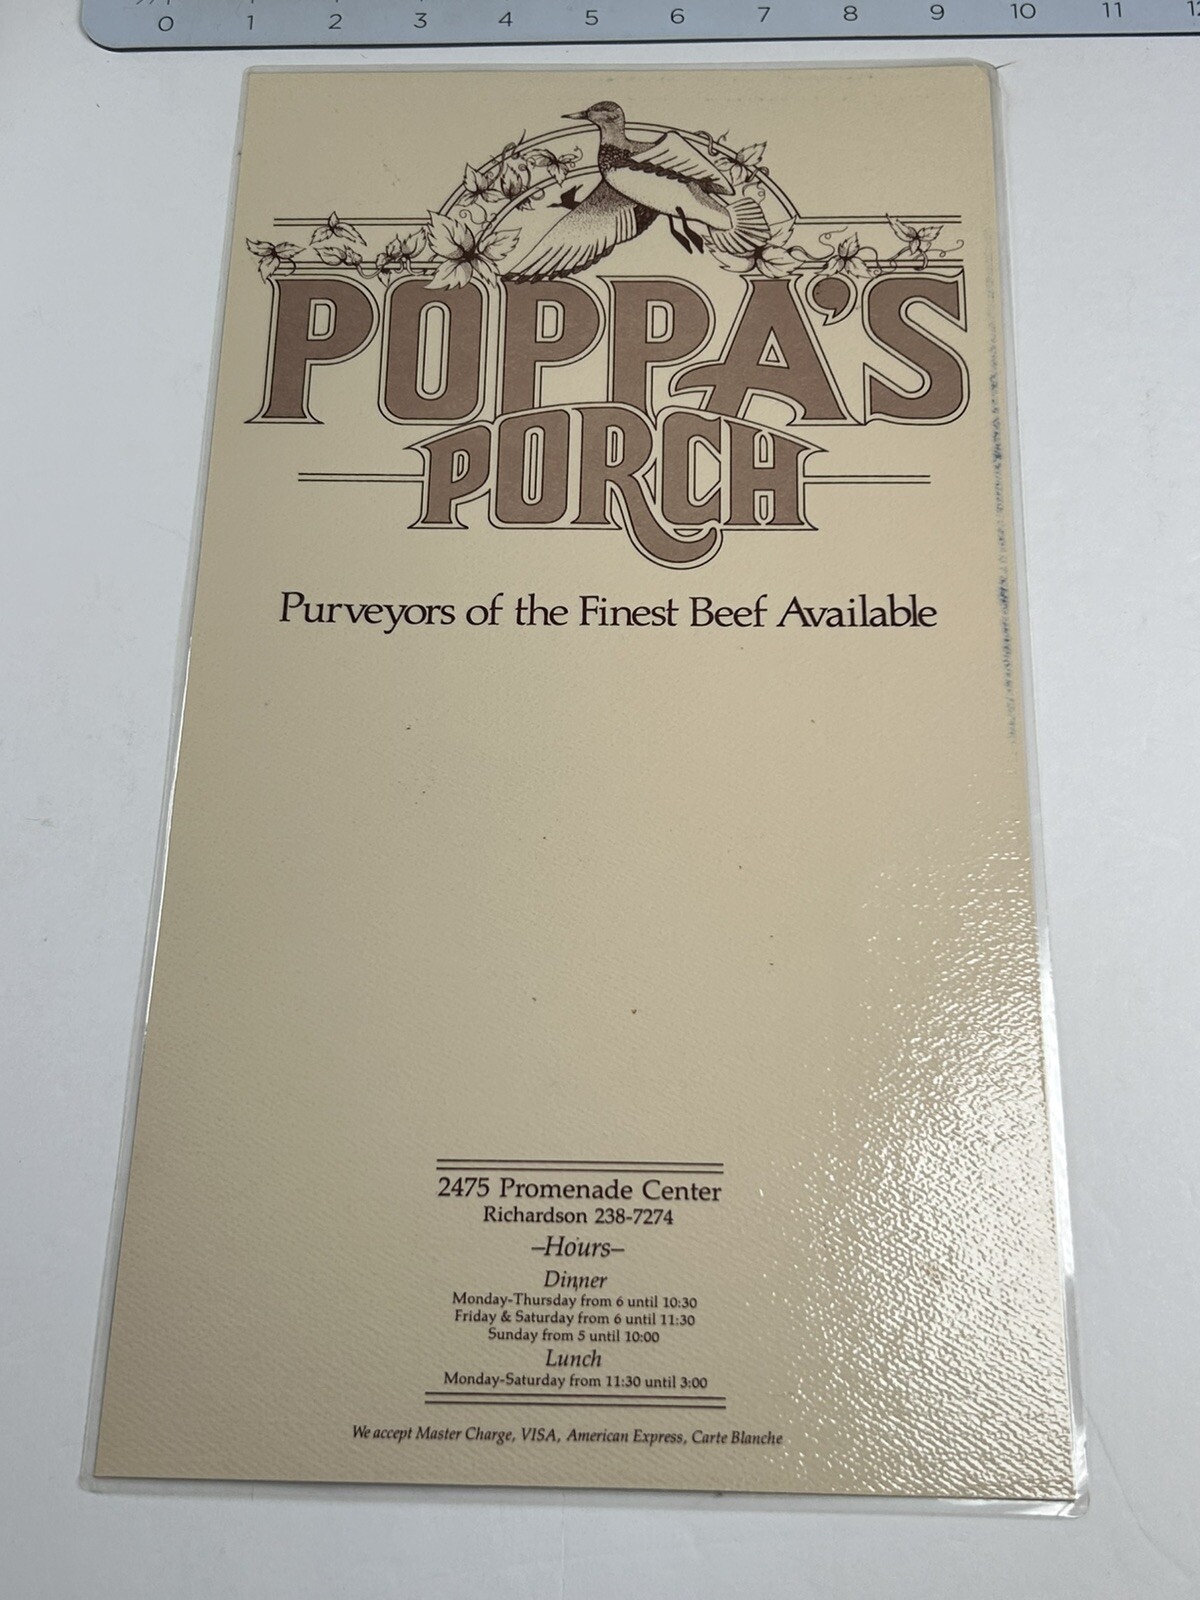 0 1 2 3 4 5 6 7 8 9 10 11
POPPA'S
PORCH
Purveyors of the Finest Beef Available
2475 Promenade Center
Richardson 238-7274
–Hours–
Dinner
Monday-Thursday from 6 until 10:30
Friday & Saturday from 6 until 11:30
Sunday from 5 until 10:00
Lunch
Monday-Saturday from 11:30 until 3:00
We accept Master Charge, VISA, American Express, Carte Blanche